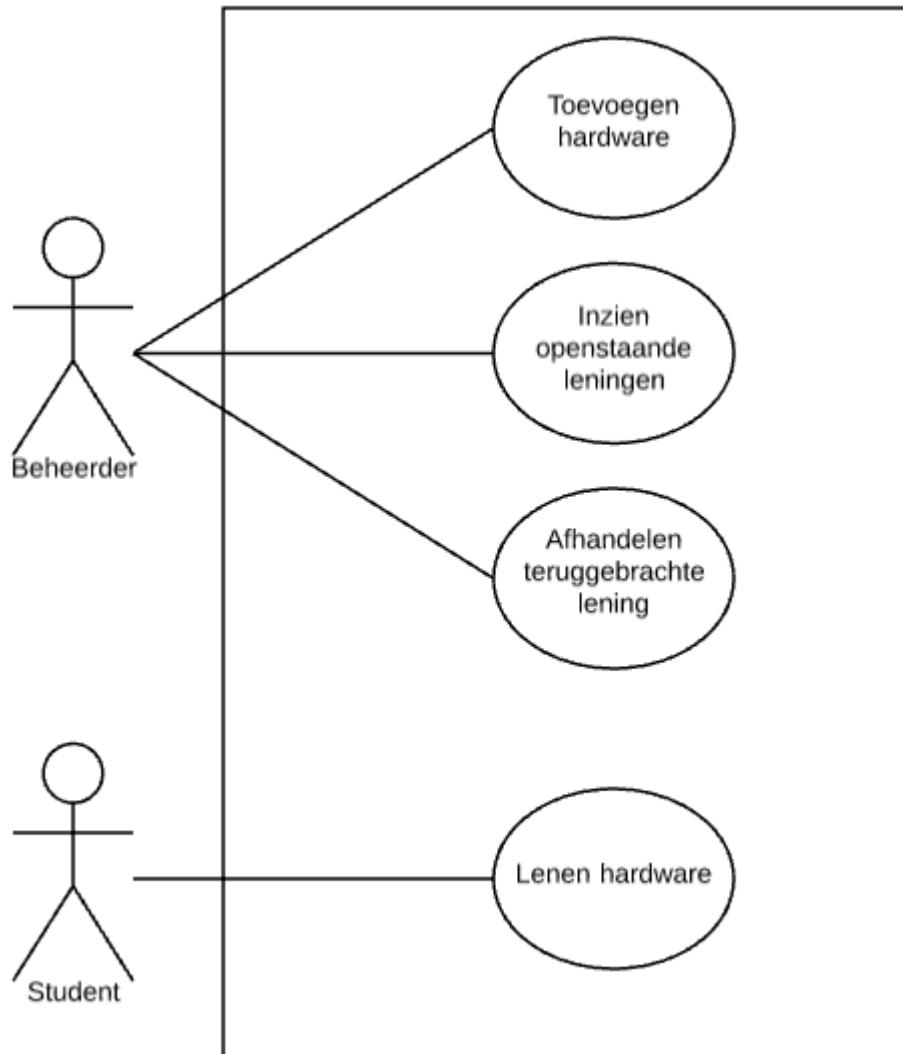 Toevoegen
hardware
Inzien
openstaande
leningen
Beheerder
Afhandelen
teruggebrachte
lening
Lenen hardware
Student